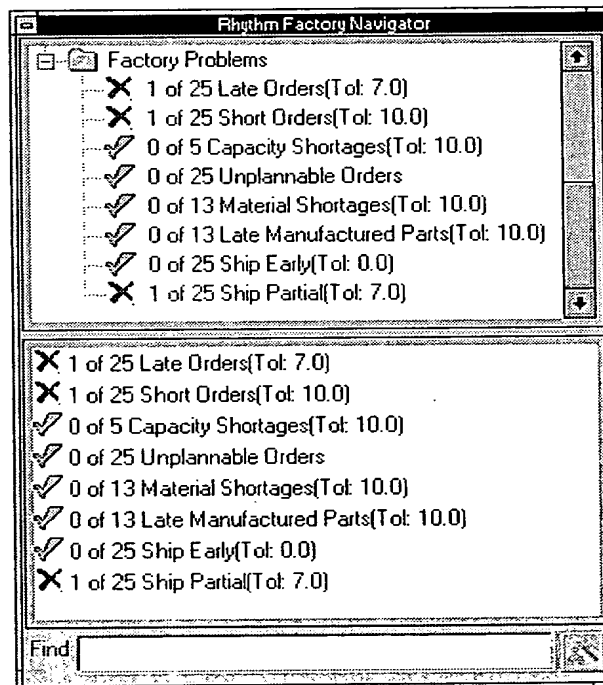 Rhythm Factory Navigator
Factory Problems
1 of 25 Late Orders(Tol: 7.0)
1 of 25 Short Orders(Tol: 10.0)
0 of 5 Capacity Shortages(Tol: 10.0)
0 of 25 Unplannable Orders
0 of 13 Material Shortages(Tol: 10.0)
0 of 13 Late Manufactured Parts(Tol: 10.0)
0 of 25 Ship Early(Tol: 0.0)
1 of 25 Ship Partial(Tol: 7.0)
1 of 25 Late Orders(Tol: 7.0)
1 of 25 Short Orders(Tol: 10.0)
0 of 5 Capacity Shortages(Tol: 10.0)
0 of 25 Unplannable Orders
0 of 13 Material Shortages(Tol: 10.0)
0 of 13 Late Manufactured Parts(Tol: 10.0)
0 of 25 Ship Early(Tol: 0.0)
1 of 25 Ship Partial(Tol: 7.0)
Find